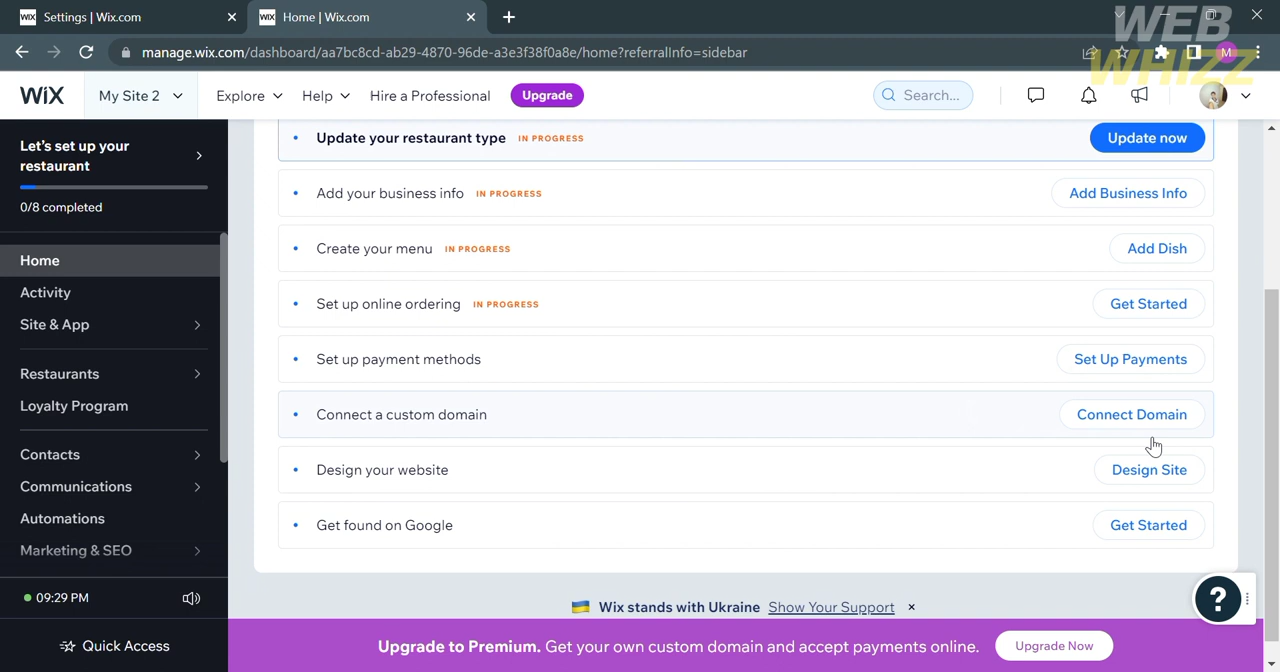 WIX Settings | Wix.com × WIX Home | Wix.com × +
manage.wix.com/dashboard/aa7bc8cd-ab29-4870-96de-a3e3f38f0a8e/home?referralInfo=sidebar M
WEB
WHIZZ
WIX My Site 2 Explore Help Hire a Professional Upgrade Search...
Let's set up your
restaurant
0/8 completed
Home
Activity
Site & App
Restaurants
Loyalty Program
Contacts
Communications
Automations
Marketing & SEO
09:29 PM
Quick Access
Update your restaurant type IN PROGRESS Update now
Add your business info IN PROGRESS Add Business Info
Create your menu IN PROGRESS Add Dish
Set up online ordering IN PROGRESS Get Started
Set up payment methods Set Up Payments
Connect a custom domain Connect Domain
Design your website Design Site
Get found on Google Get Started
?
Wix stands with Ukraine Show Your Support ×
Upgrade to Premium. Get your own custom domain and accept payments online. Upgrade Now